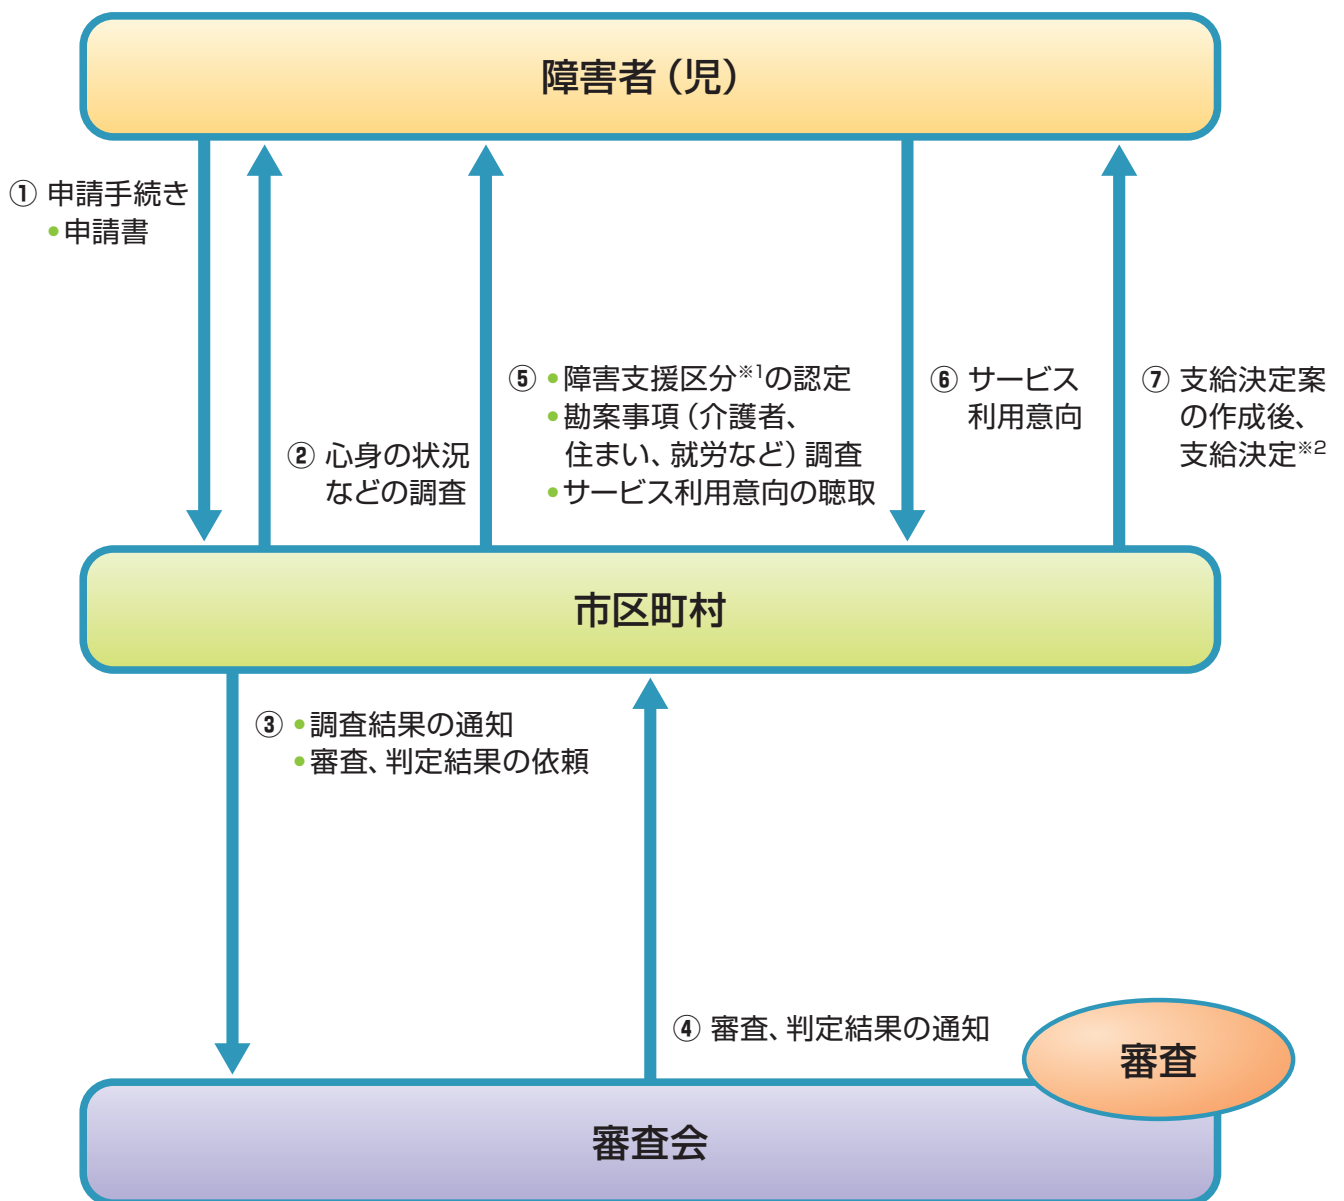 障害者（児）
① 申請手続き
•申請書
② 心身の状況
などの調査
⑤ •障害支援区分※1の認定
•勘案事項（介護者、
住まい、就労など）調査
•サービス利用意向の聴取
⑥ サービス
利用意向
⑦ 支給決定案
の作成後、
支給決定※2
市区町村
③ •調査結果の通知
•審査、判定結果の依頼
④ 審査、判定結果の通知
審査
審査会